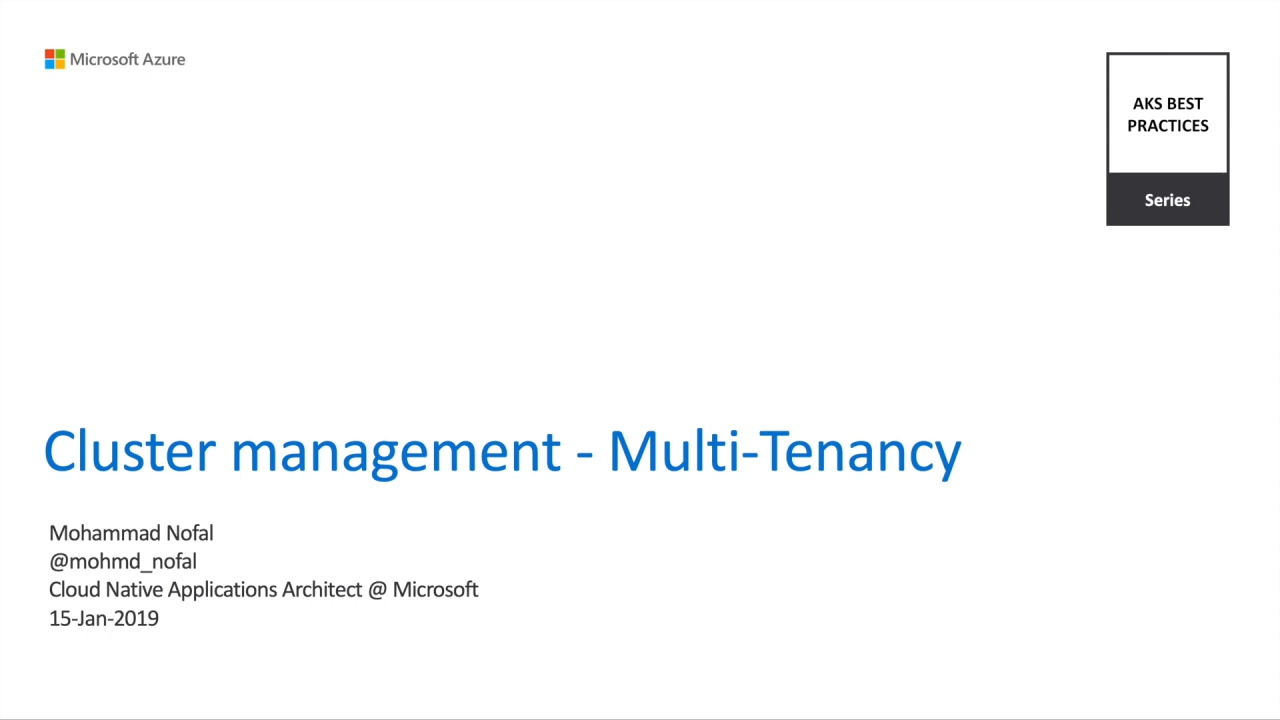 Microsoft Azure
AKS BEST
PRACTICES
Series
Cluster management - Multi-Tenancy
Mohammad Nofal
@mohmd_nofal
Cloud Native Applications Architect @ Microsoft
15-Jan-2019